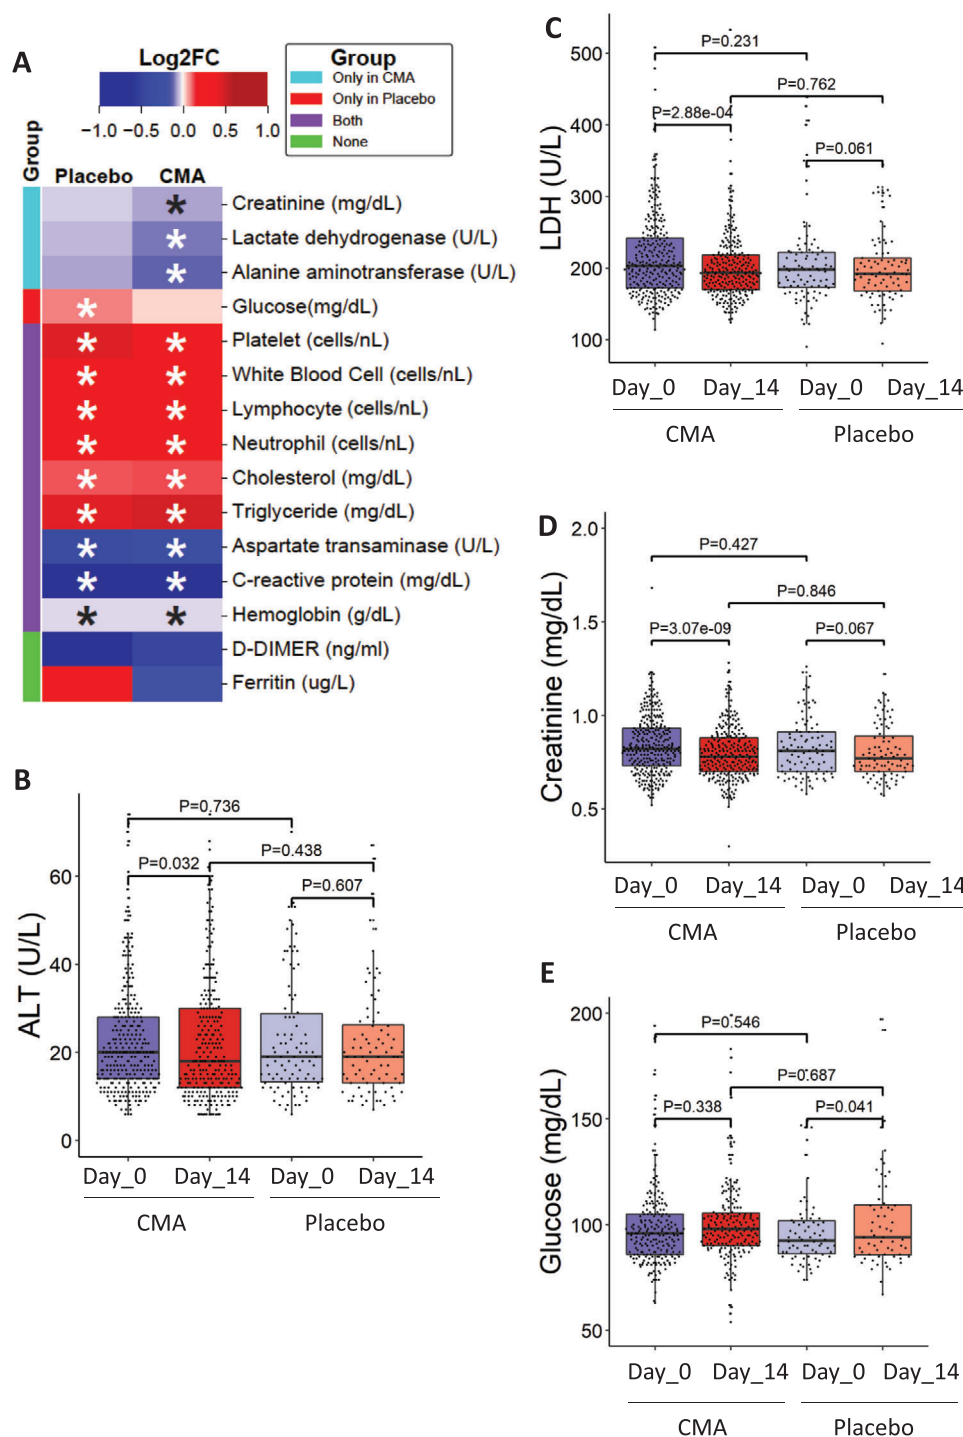 A
Log2FC
−1.0 −0.5 0.0 0.5 1.0
Group
Only in CMA
Only in Placebo
Both
None
Group
Placebo CMA
* Creatinine (mg/dL)
* Lactate dehydrogenase (U/L)
* Alanine aminotransferase (U/L)
* Glucose(mg/dL)
* * Platelet (cells/nL)
* * White Blood Cell (cells/nL)
* * Lymphocyte (cells/nL)
* * Neutrophil (cells/nL)
* * Cholesterol (mg/dL)
* * Triglyceride (mg/dL)
* * Aspartate transaminase (U/L)
* * C-reactive protein (mg/dL)
* * Hemoglobin (g/dL)
D-DIMER (ng/ml)
Ferritin (ug/L)
B
ALT (U/L)
60
40
20
0
P=0.736
P=0.032
P=0.438
P=0.607
Day_0 Day_14 Day_0 Day_14
CMA Placebo
C
LDH (U/L)
500
400
300
200
100
P=0.231
P=2.88e-04
P=0.762
P=0.061
Day_0 Day_14 Day_0 Day_14
CMA Placebo
D
Creatinine (mg/dL)
2.0
1.5
1.0
0.5
P=0.427
P=0.846
P=3.07e-09
P=0.067
Day_0 Day_14 Day_0 Day_14
CMA Placebo
E
Glucose (mg/dL)
200
150
100
50
P=0.546
P=0.687
P=0.338
P=0.041
Day_0 Day_14 Day_0 Day_14
CMA Placebo